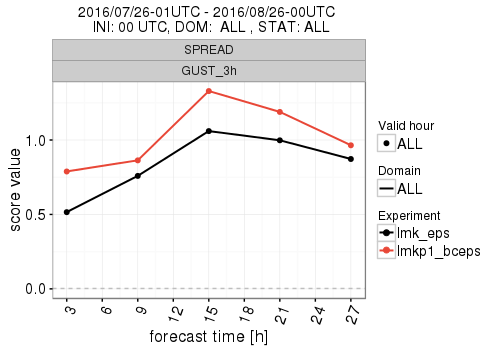 2016/07/26-01UTC - 2016/08/26-00UTC
INI: 00 UTC, DOM: ALL , STAT: ALL
SPREAD
GUST_3h
score value
1.0
0.5
0.0
3 6 9 12 15 18 21 24 27
forecast time [h]
Valid hour
ALL
Domain
ALL
Experiment
lmk_eps
lmkp1_bceps